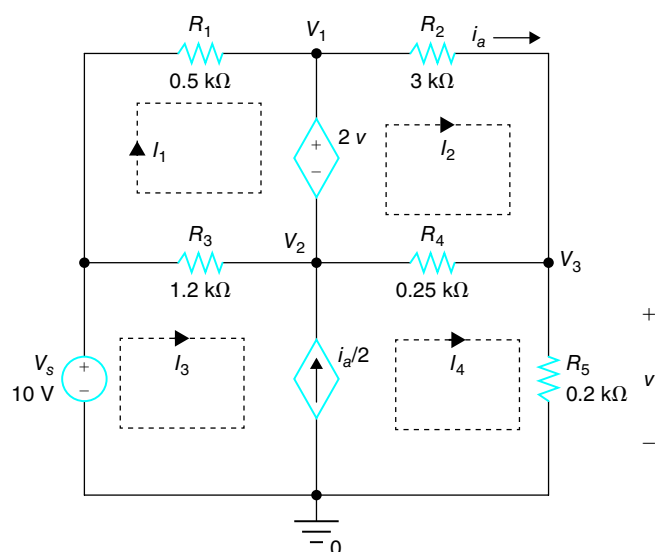 R1 V1 R2 ia
0.5 kΩ 3 kΩ
+ 2 v
−
I1 I2
R3 V2 R4 V3
1.2 kΩ 0.25 kΩ
+
Vs + I3 ia/2 I4 R5
10 V − 0.2 kΩ v
−
0